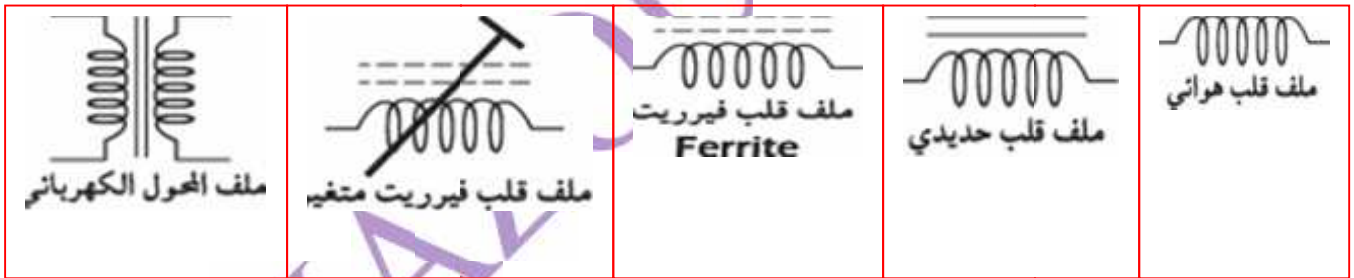 ملف قلب هوائي
ملف قلب حديدي
ملف قلب فيرريت
Ferrite
ملف قلب فيرريت متغير
ملف المحول الكهربائي